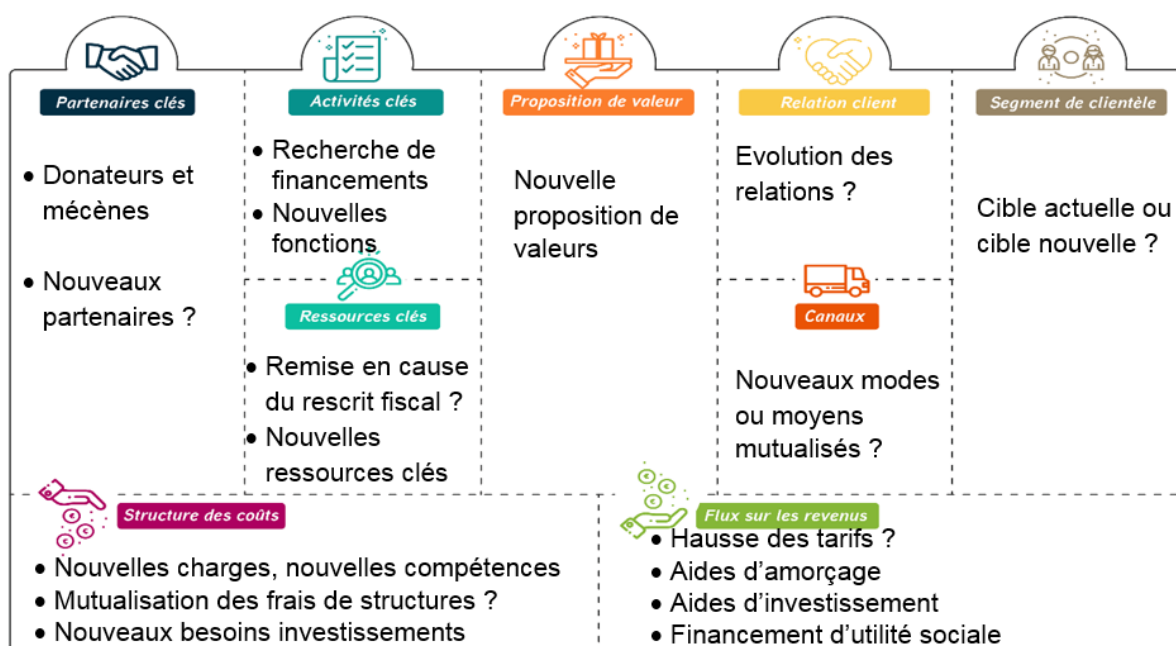 Partenaires clés
• Donateurs et
mécènes
• Nouveaux
partenaires ?
Activités clés
• Recherche de
financements
• Nouvelles
fonctions
Ressources clés
• Remise en cause
du rescrit fiscal ?
• Nouvelles
ressources clés
Proposition de valeur
Nouvelle
proposition de
valeurs
Relation client
Evolution des
relations ?
Canaux
Nouveaux modes
ou moyens
mutualisés ?
Segment de clientèle
Cible actuelle ou
cible nouvelle ?
Structure des coûts
• Nouvelles charges, nouvelles compétences
• Mutualisation des frais de structures ?
• Nouveaux besoins investissements
Flux sur les revenus
• Hausse des tarifs ?
• Aides d’amorçage
• Aides d’investissement
• Financement d’utilité sociale